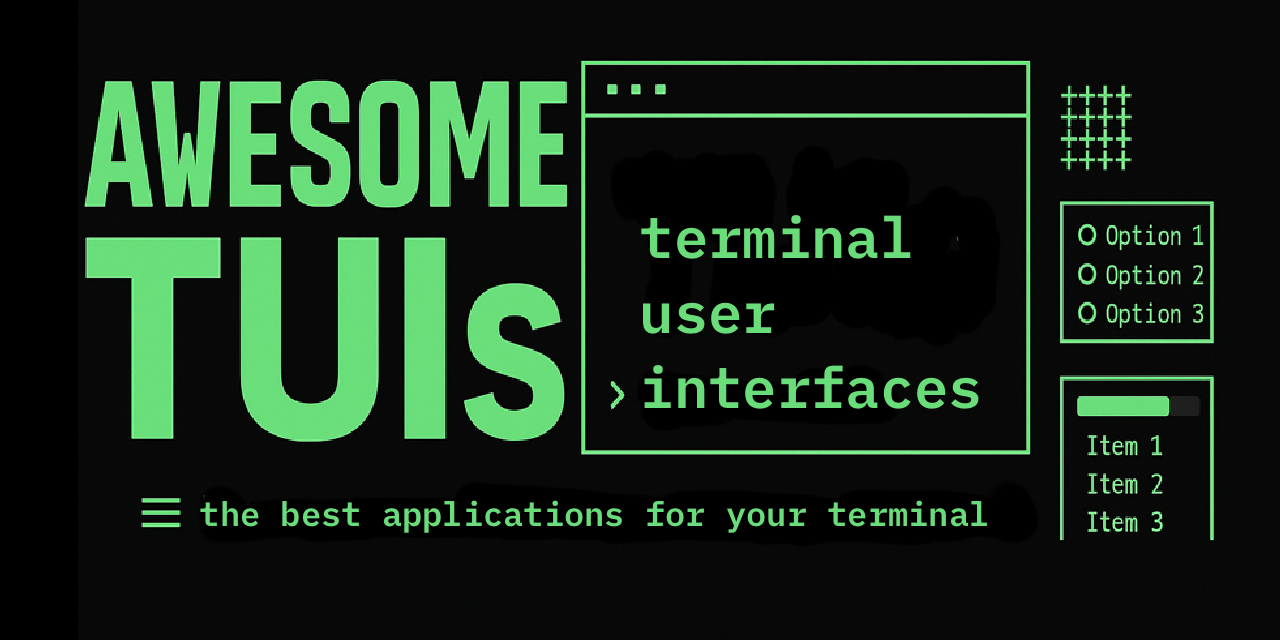 AWESOME
TUIs
terminal
user
› interfaces
the best applications for your terminal
Option 1
Option 2
Option 3
Item 1
Item 2
Item 3